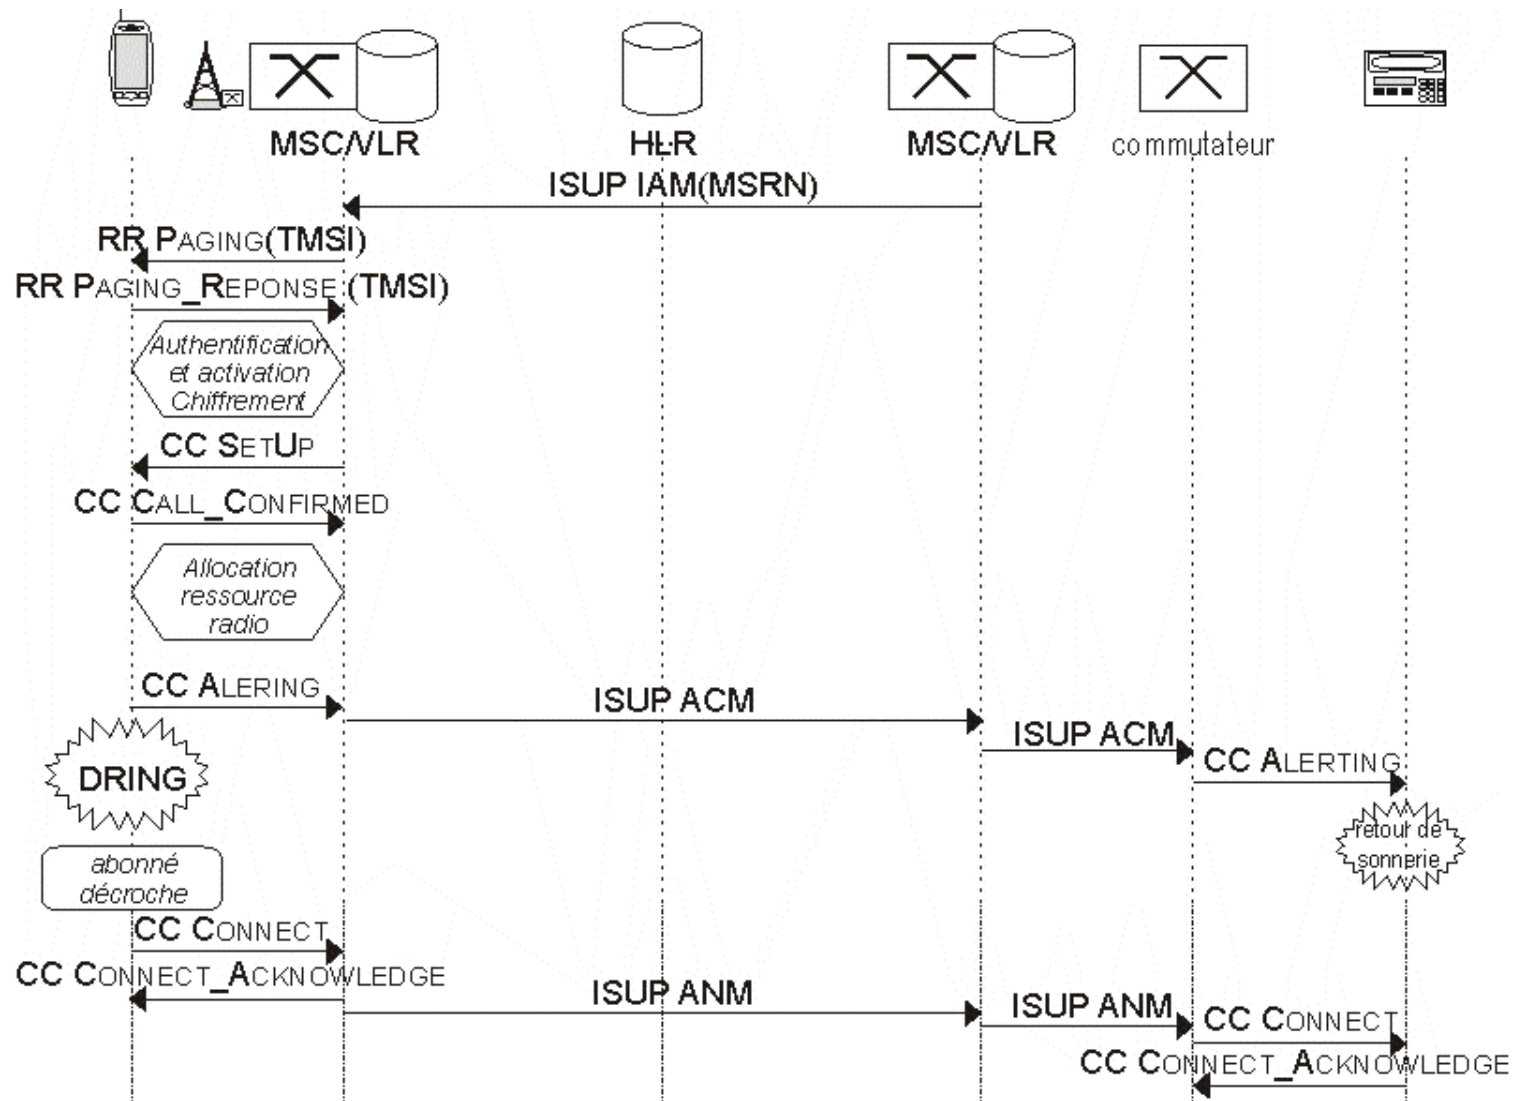 MSC/VLR
HLR
MSC/VLR
commutateur
ISUP IAM(MSRN)
RR PAGING(TMSI)
RR PAGING_REPONSE (TMSI)
Authentification
et activation
Chiffrement
CC SETUP
CC CALL_CONFIRMED
Allocation
ressource
radio
CC ALERING
ISUP ACM
ISUP ACM
CC ALERTING
DRING
retour de
sonnerie
abonné
décroche
CC CONNECT
CC CONNECT_ACKNOWLEDGE
ISUP ANM
ISUP ANM
CC CONNECT
CC CONNECT_ACKNOWLEDGE